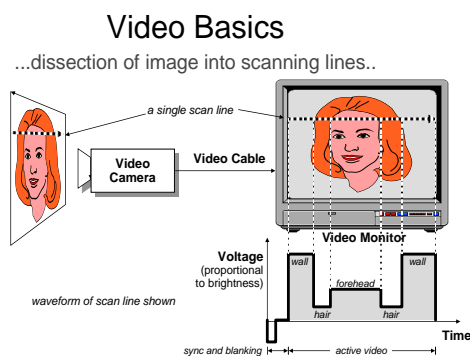 Video Basics
...dissection of image into scanning lines..
a single scan line
Video
Camera
Video Cable
Video Monitor
Voltage
(proportional
to brightness)
wall
wall
forehead
hair
hair
waveform of scan line shown
Time
sync and blanking
active video